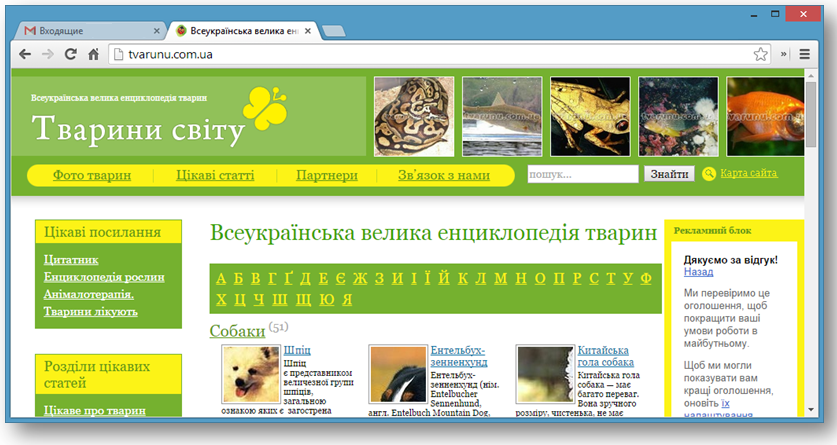 Входящие
Всеукраїнська велика ен
tvarunu.com.ua
Всеукраїнська велика енциклопедія тварин
Тварини світу
tvarunu.com.ua
Фото тварин
Цікаві статті
Партнери
Зв'язок з нами
пошук...
Знайти
Карта сайта
Цікаві посилання
Цитатник
Енциклопедія рослин
Анімалотерапія.
Тварини лікують
Розділи цікавих
статей
Цікаве про тварин
Всеукраїнська велика енциклопедія тварин
А Б В Г Ґ Д Е Є Ж З И І Ї Й К Л М Н О П Р С Т У Ф
Х Ц Ч Ш Щ Ю Я
Собаки (51)
Шпіц
Шпіц
є представником
величезної групи
шпіців,
загальною
ознакою яких є загострена
Ентельбух-
зенненхунд
Ентельбух-
зенненхунд (нім.
Entelbucher
Sennenhund,
англ. Entelbuch Mountain Dog,
Китайська
гола собака
Китайська гола
собака — має
багато переваг.
Вона зручного
розміру, чистенька, не має
Рекламний блок
Дякуємо за відгук!
Назад
Ми перевіримо це
оголошення, щоб
покращити ваші
умови роботи в
майбутньому.
Щоб ми могли
показувати вам
кращі оголошення,
оновіть їх
налаштування